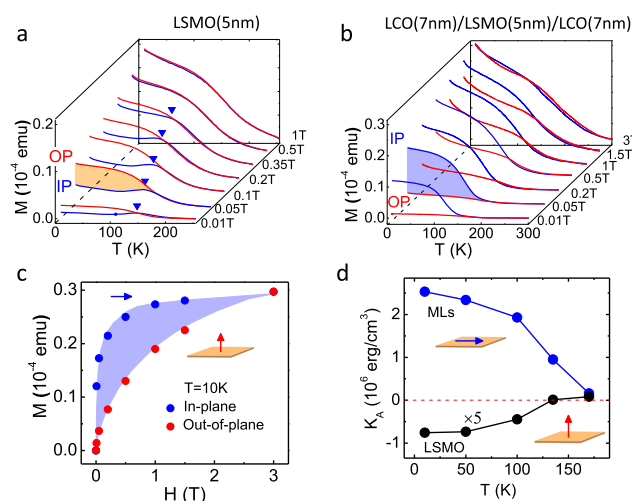 a
LSMO(5nm)
M (10⁻⁴ emu)
0.2
0.1
0.0
OP
IP
0 100 200
T (K)
0.01T
0.05T
0.1T
0.2T
0.35T
0.5T
1T
b
LCO(7nm)/LSMO(5nm)/LCO(7nm)
M (10⁻⁴ emu)
0.3
0.2
0.1
0.0
IP
OP
0 100 200 300
T (K)
0.01T
0.05T
0.2T
0.5T
1T
1.5T
3T
c
M (10⁻⁴ emu)
0.3
0.2
0.1
0.0
T=10K
In-plane
Out-of-plane
0 1 2 3
H (T)
d
K_A (10⁶ erg/cm³)
2
0
-1
MLs
×5
LSMO
0 50 100 150
T (K)